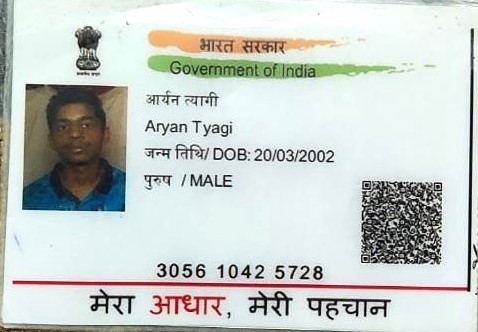 भारत सरकार
Government of India
आर्यन त्यागी
Aryan Tyagi
जन्म तिथि/ DOB: 20/03/2002
पुरुष / MALE
3056 1042 5728
मेरा आधार, मेरी पहचान